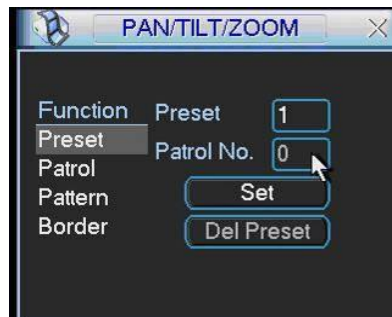 PAN/TILT/ZOOM
Function
Preset
Patrol
Pattern
Border
Preset 1
Patrol No. 0
Set
Del Preset